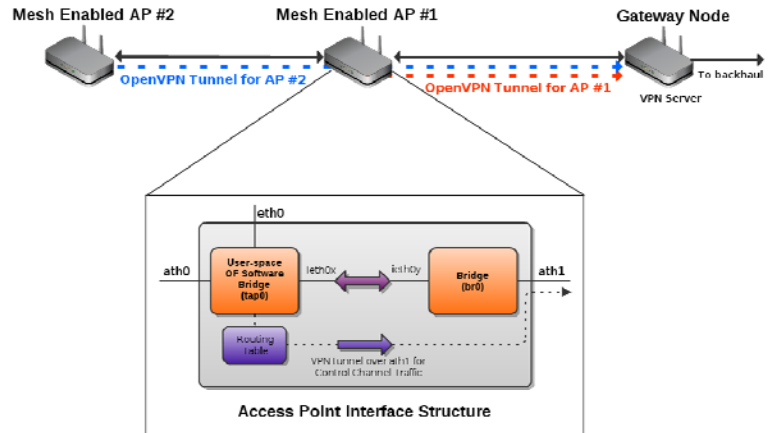 Mesh Enabled AP #2
Mesh Enabled AP #1
Gateway Node
OpenVPN Tunnel for AP #2
OpenVPN Tunnel for AP #1
To backhaul
VPN Server
eth0
ath0
User-space
OF Software
Bridge
(tap0)
ieth0x
ieth0y
Bridge
(br0)
ath1
Routing
Table
VPN Tunnel over ath1 for
Control Channel Traffic
Access Point Interface Structure